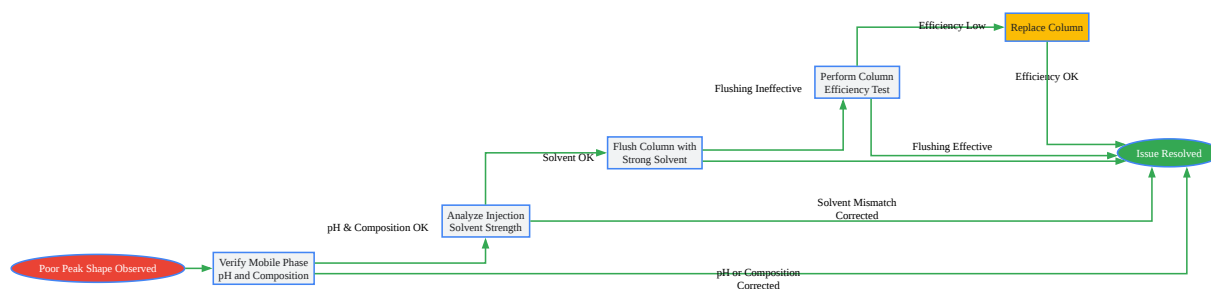 Efficiency Low
Replace Column
Perform Column
Efficiency Test
Efficiency OK
Flushing Ineffective
Flush Column with
Strong Solvent
Flushing Effective
Issue Resolved
Solvent OK
Analyze Injection
Solvent Strength
Solvent Mismatch
Corrected
pH & Composition OK
Poor Peak Shape Observed
Verify Mobile Phase
pH and Composition
pH or Composition
Corrected